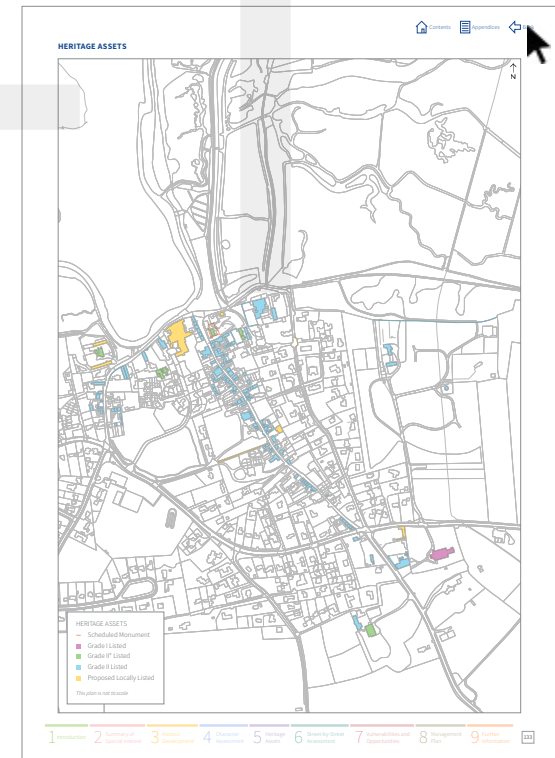 Contents
Appendices
HERITAGE ASSETS
N
HERITAGE ASSETS
Scheduled Monument
Grade I Listed
Grade II* Listed
Grade II Listed
Proposed Locally Listed
This plan is not to scale
1 Introduction
2 Summary of
Special Interest
3 Historic
Development
4 Character
Assessment
5 Heritage
Assets
6 Street by Street
Assessment
7 Vulnerabilities and
Opportunities
8 Management
Plan
9 Further
Information
133